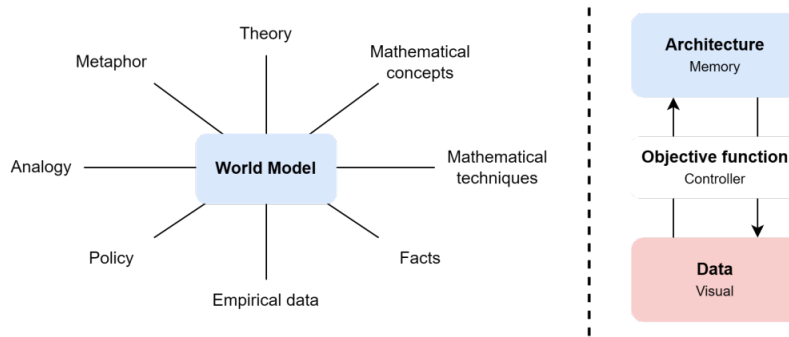 Theory
Metaphor
Mathematical
concepts
Analogy
World Model
Mathematical
techniques
Policy
Facts
Empirical data
Architecture
Memory
Objective function
Controller
Data
Visual